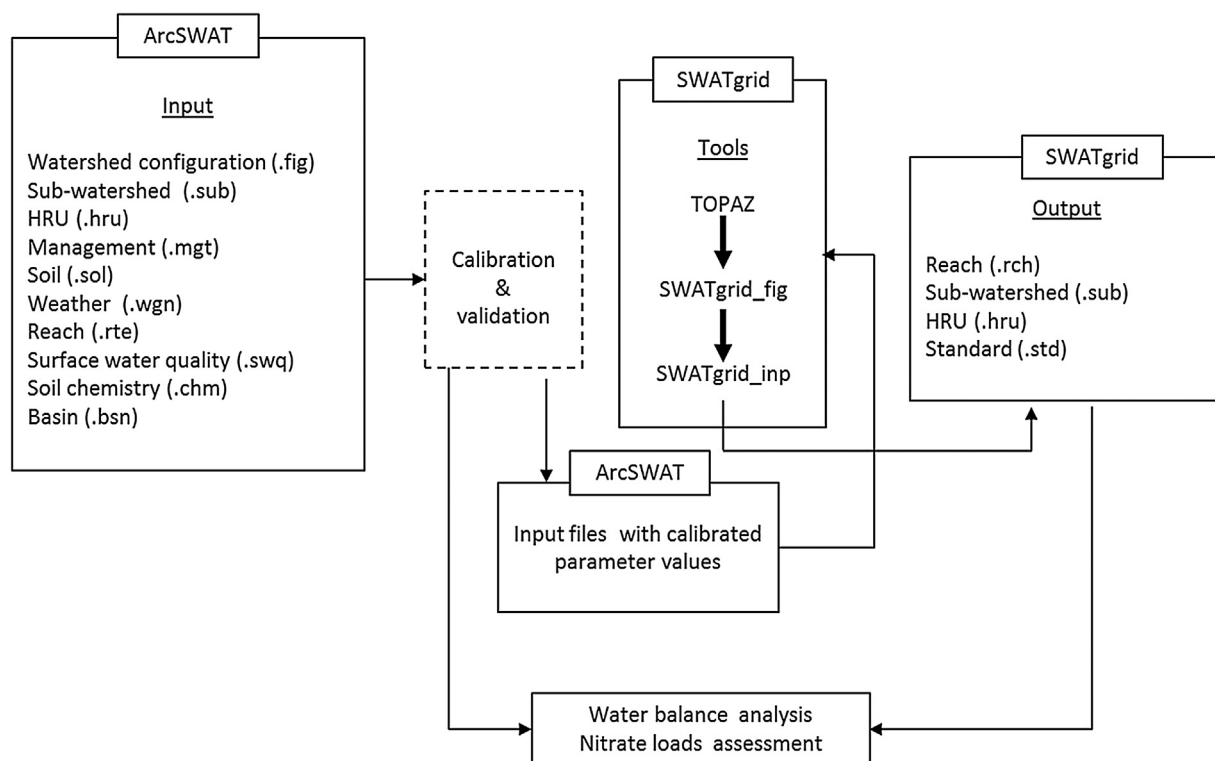 ArcSWAT
Input
Watershed configuration (.fig)
Sub-watershed (.sub)
HRU (.hru)
Management (.mgt)
Soil (.sol)
Weather (.wgn)
Reach (.rte)
Surface water quality (.swq)
Soil chemistry (.chm)
Basin (.bsn)
Calibration
&
validation
SWATgrid
Tools
TOPAZ
SWATgrid_fig
SWATgrid_inp
SWATgrid
Output
Reach (.rch)
Sub-watershed (.sub)
HRU (.hru)
Standard (.std)
ArcSWAT
Input files with calibrated
parameter values
Water balance analysis
Nitrate loads assessment